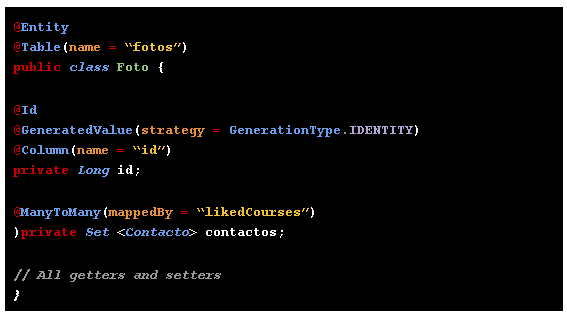 @Entity
@Table(name = “fotos”)
public class Foto {
@Id
@GeneratedValue(strategy = GenerationType.IDENTITY)
@Column(name = “id”)
private Long id;
@ManyToMany(mappedBy = “likedCourses”)
)private Set <Contacto> contactos;
// All getters and setters
}